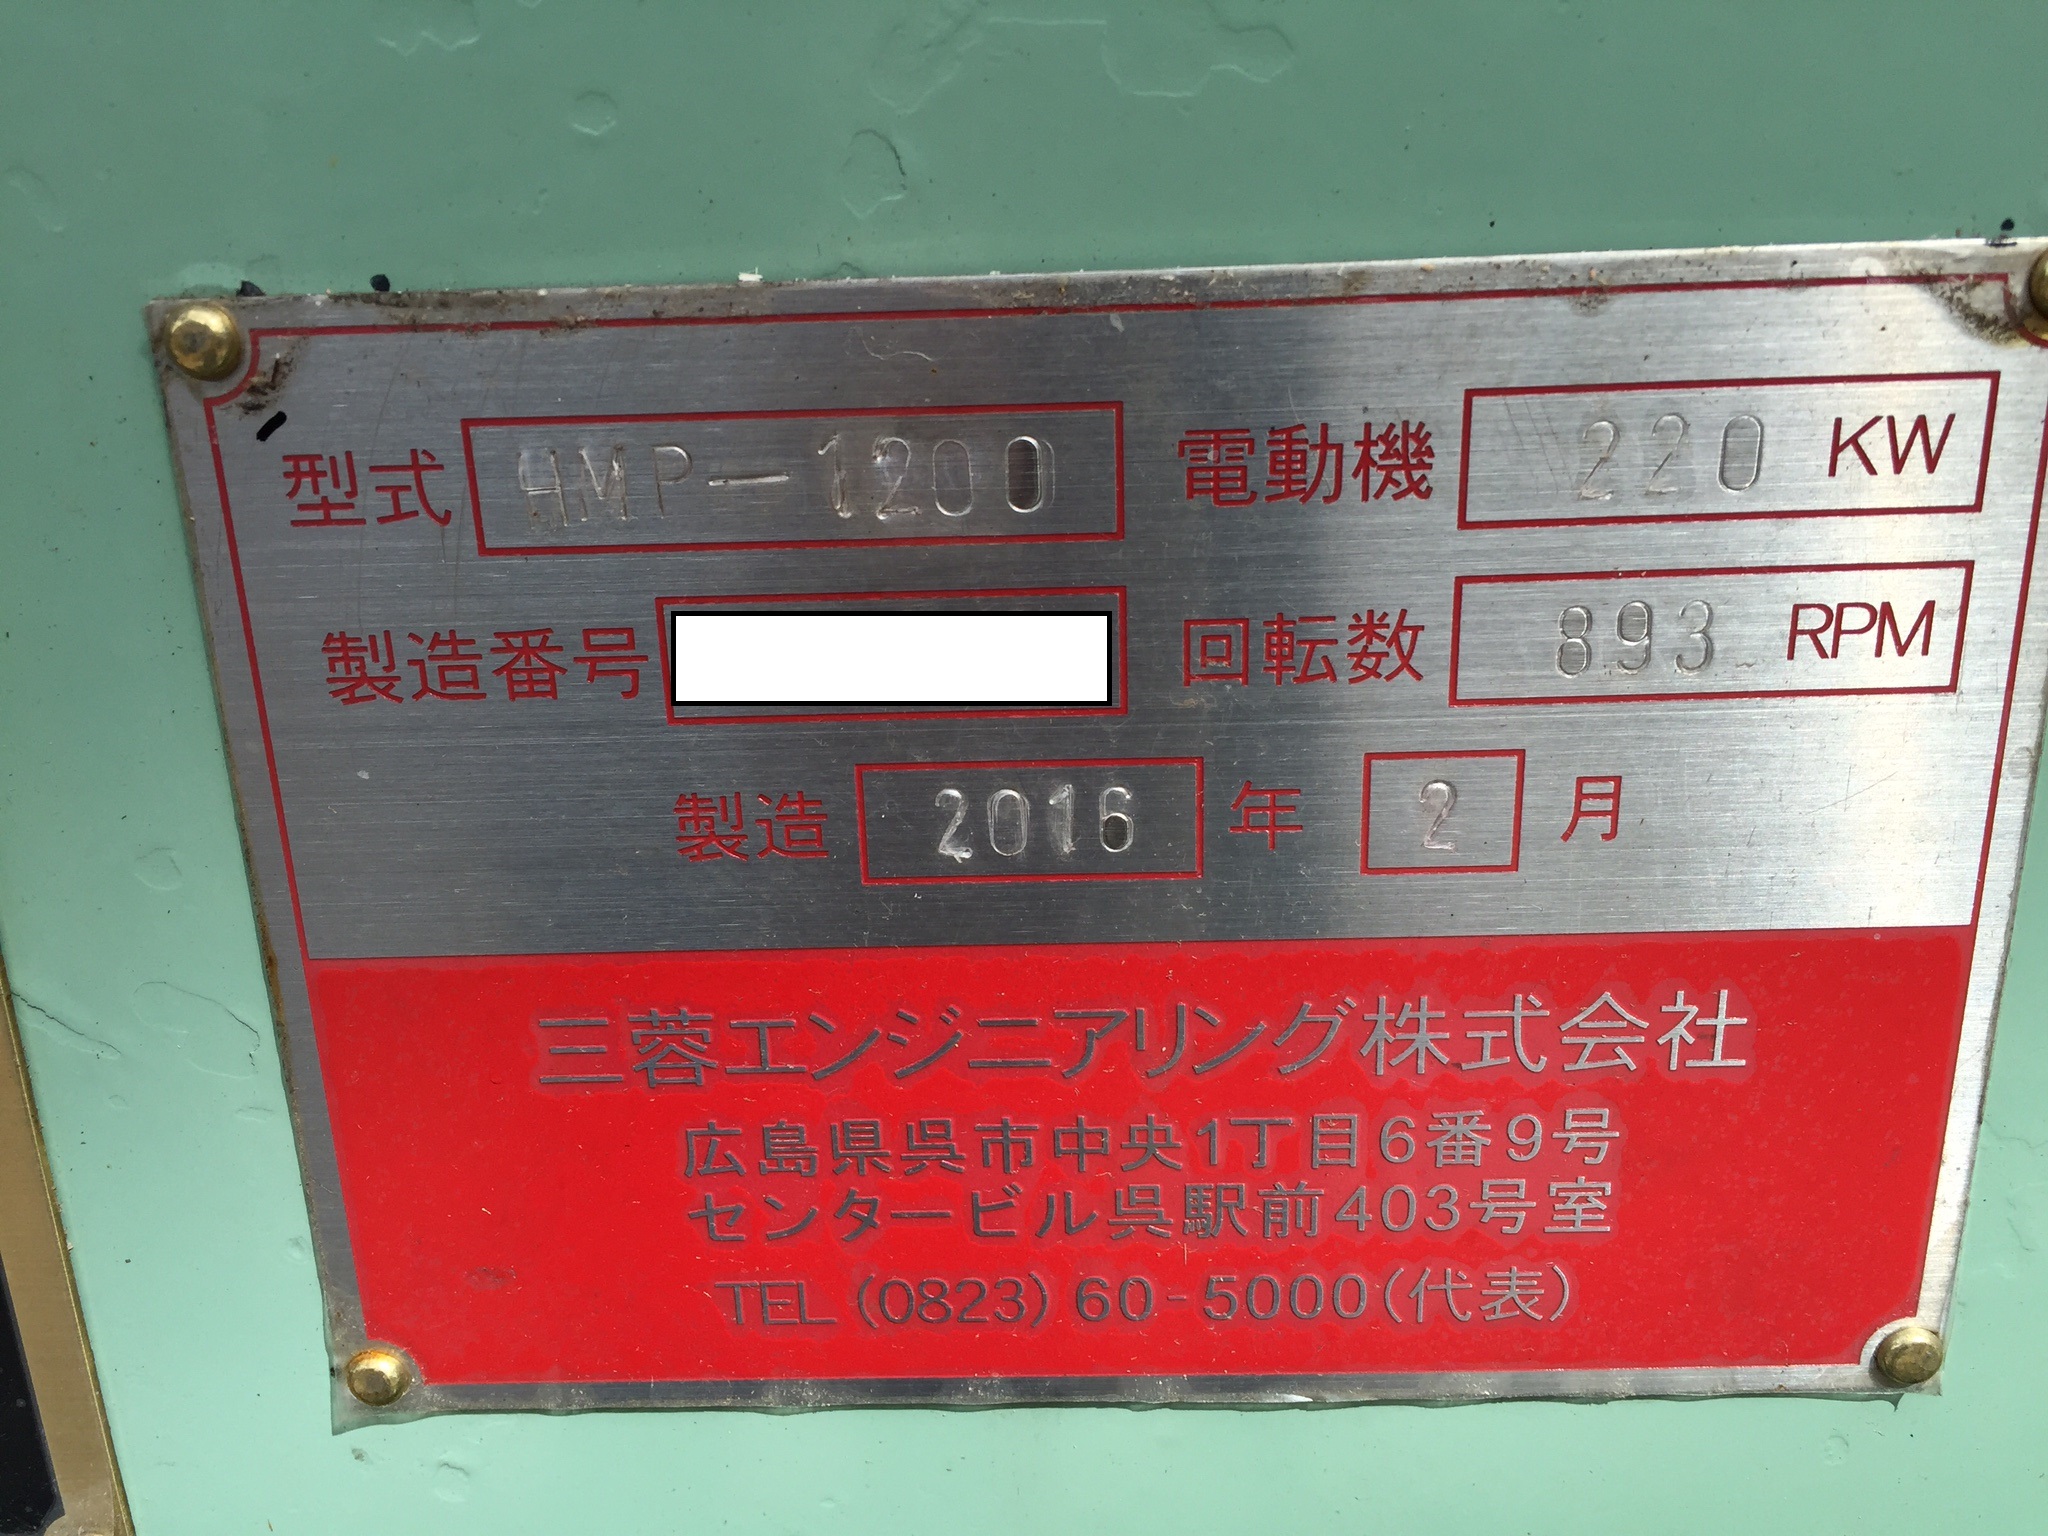 型式 HMP-1200 電動機 220 KW
製造番号 回転数 893 RPM
製造 2016 年 2 月
三蓉エンジニアリング株式会社
広島県呉市中央1丁目6番9号
センタービル呉駅前403号室
TEL (0823) 60-5000(代表)